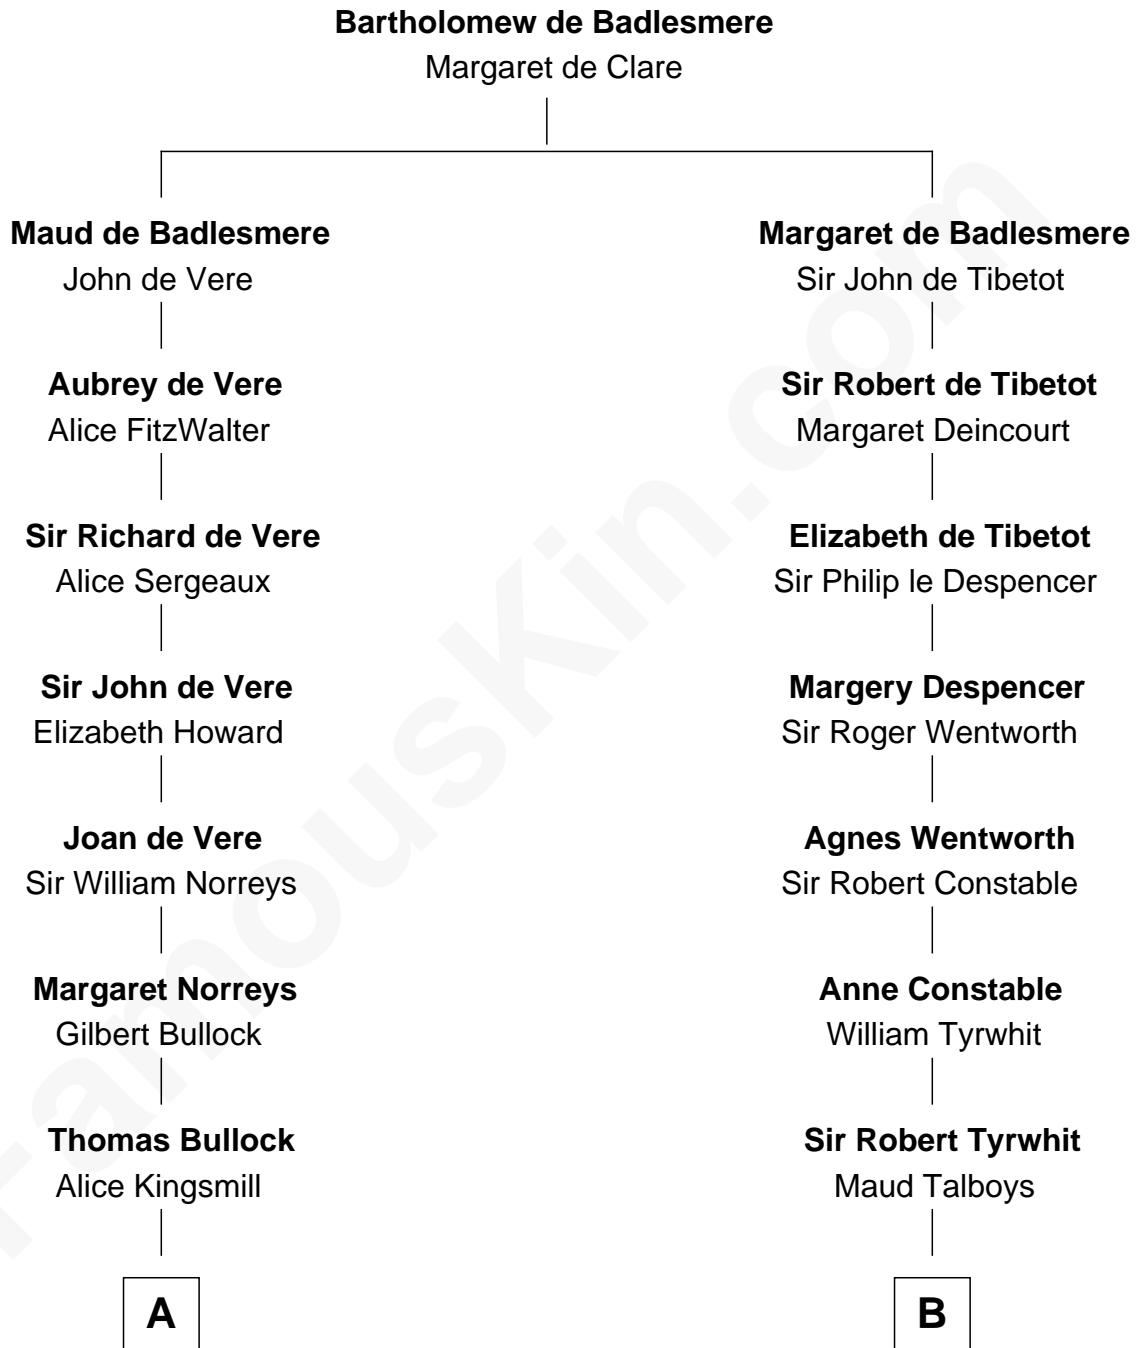 Bartholomew de Badlesmere
Margaret de Clare
Maud de Badlesmere
John de Vere
Margaret de Badlesmere
Sir John de Tibetot
Aubrey de Vere
Alice FitzWalter
Sir Robert de Tibetot
Margaret Deincourt
Sir Richard de Vere
Alice Sergeaux
Elizabeth de Tibetot
Sir Philip le Despencer
Sir John de Vere
Elizabeth Howard
Margery Despencer
Sir Roger Wentworth
Joan de Vere
Sir William Norreys
Agnes Wentworth
Sir Robert Constable
Margaret Norreys
Gilbert Bullock
Anne Constable
William Tyrwhit
Thomas Bullock
Alice Kingsmill
Sir Robert Tyrwhit
Maud Talboys
A
B
FamousKin.com